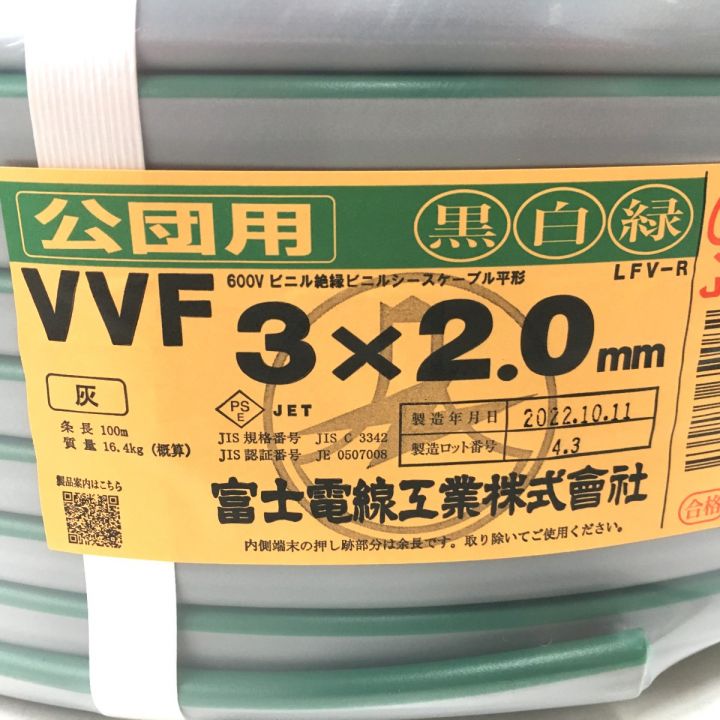 公団用 黒 白 緑
LFV-R
600V ビニル絶縁ビニルシースケーブル平形
VVF 3×2.0mm
灰
条長 100m
質量 16.4kg (概算)
PS
E
JET
JIS 規格番号 JIS C 3342
JIS 認証番号 JE 0507008
製造年月日 2022.10.11
製造ロット番号 4.3
製品案内はこちら
富士電線工業株式會社
内側端末の押し跡部分は余長です。取り除いてご使用ください。
合格